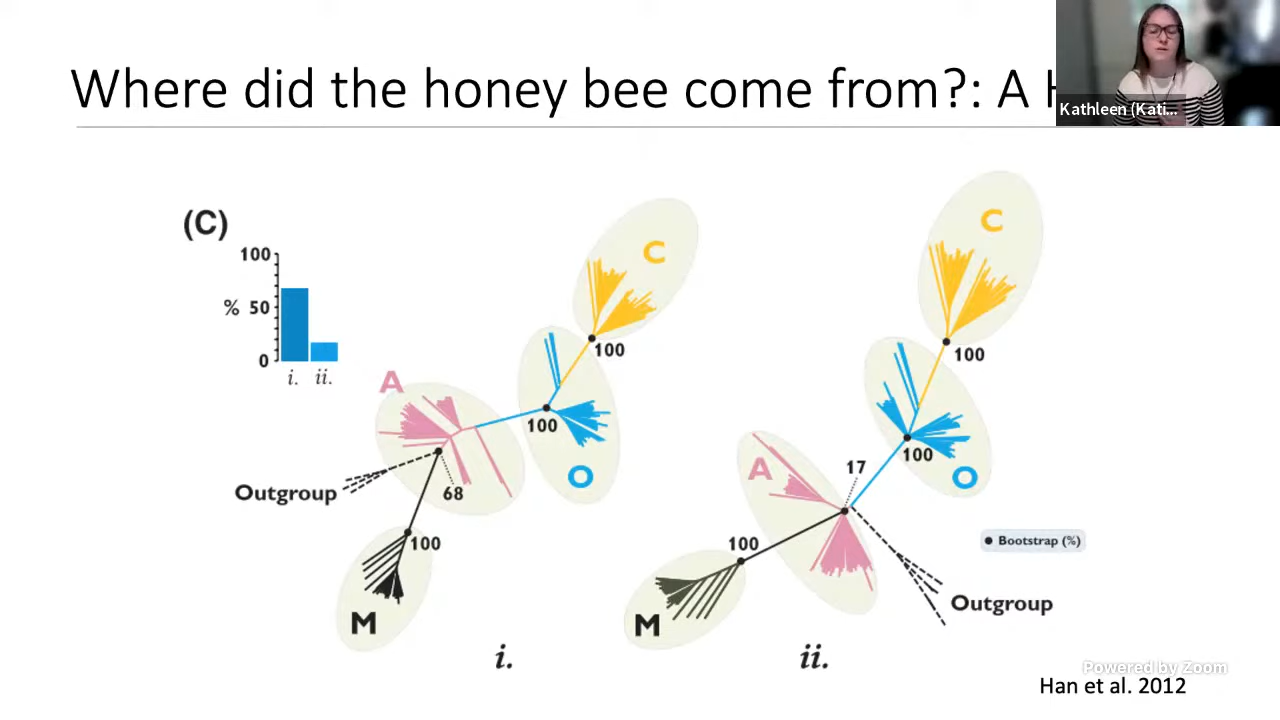 Where did the honey bee come from?: A
Kathleen (Kati...
(C)
100
% 50
0
i. ii.
C
100
A
100
O
Outgroup
68
100
M
i.
C
100
100
O
A
17
100
M
Bootstrap (%)
Outgroup
ii.
Powered by Zoom
Han et al. 2012